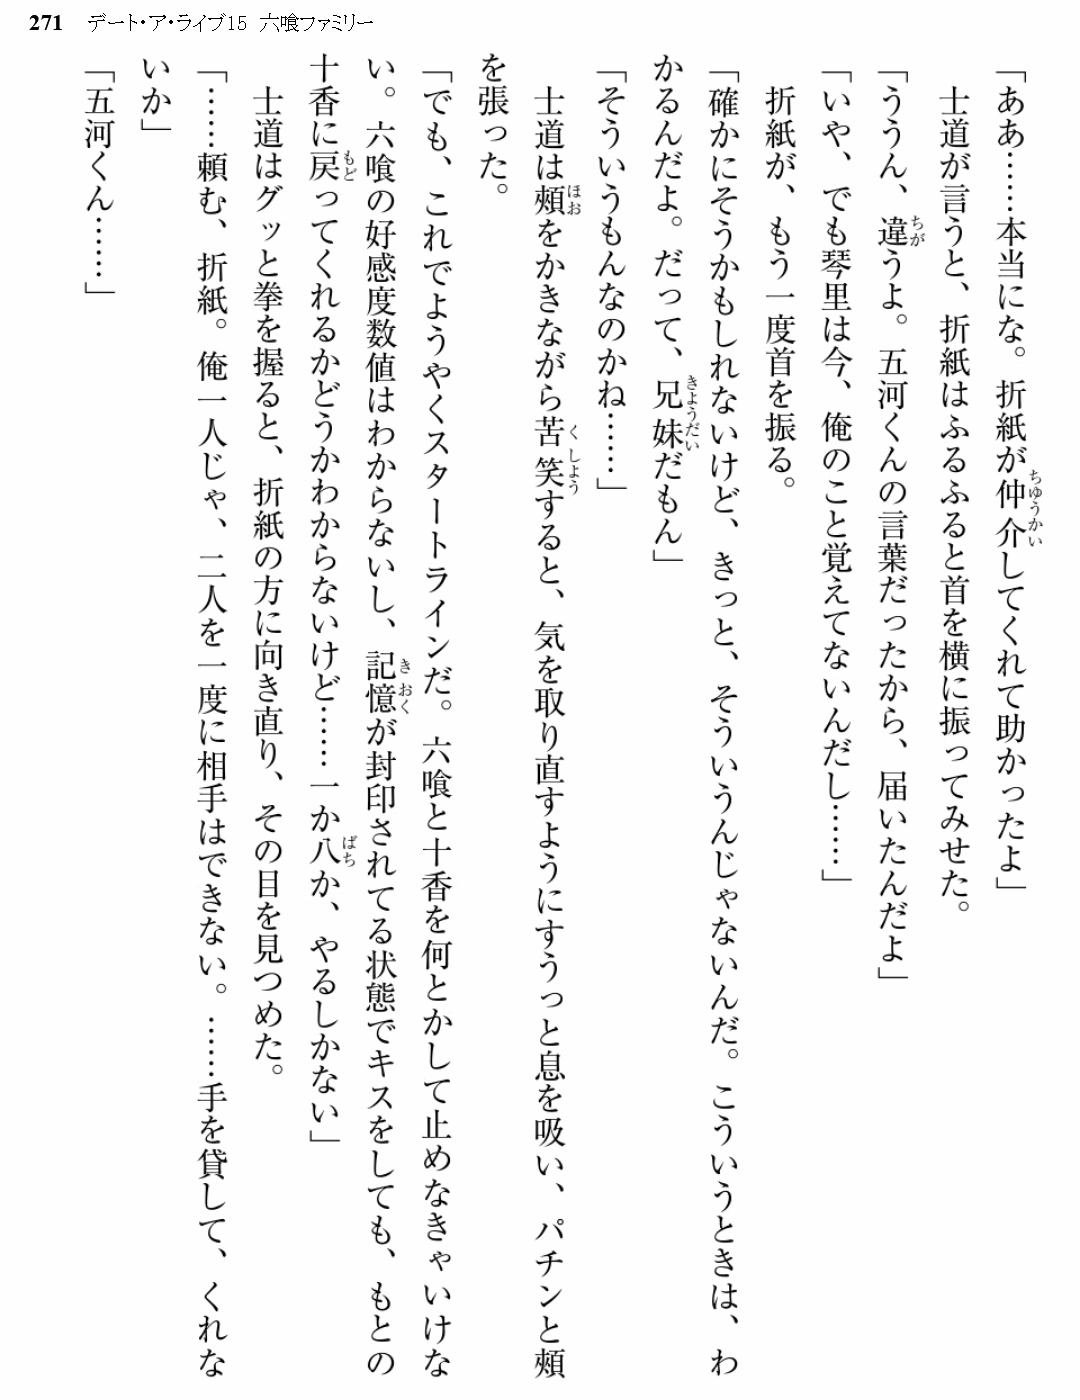 271 デート・ア・ライブ15 六喰ファミリー
「ああ……本当にな。折紙が仲介してくれて助かったよ」
士道が言うと、折紙はふるふると首を横に振ってみせた。
「ううん、違うよ。五河くんの言葉だったから、届いたんだよ」
「いや、でも琴里は今、俺のこと覚えてないんだし……」
折紙が、もう一度首を振る。
「確かにそうかもしれないけど、きっと、そういうんじゃないんだ。こういうときは、わ
かるんだよ。だって、兄妹だもん」
「そういうもんなのかね……」
士道は頰をかきながら苦笑すると、気を取り直すようにすうっと息を吸い、パチンと頰
を張った。
「でも、これでようやくスタートラインだ。六喰と十香を何とかして止めなきゃいけな
い。六喰の好感度数値はわからないし、記憶が封印されてる状態でキスをしても、もとの
十香に戻ってくれるかどうかわからないけど……一か八か、やるしかない」
士道はグッと拳を握ると、折紙の方に向き直り、その目を見つめた。
「……頼む、折紙。俺一人じゃ、二人を一度に相手はできない。……手を貸して、くれな
いか」
「五河くん……」